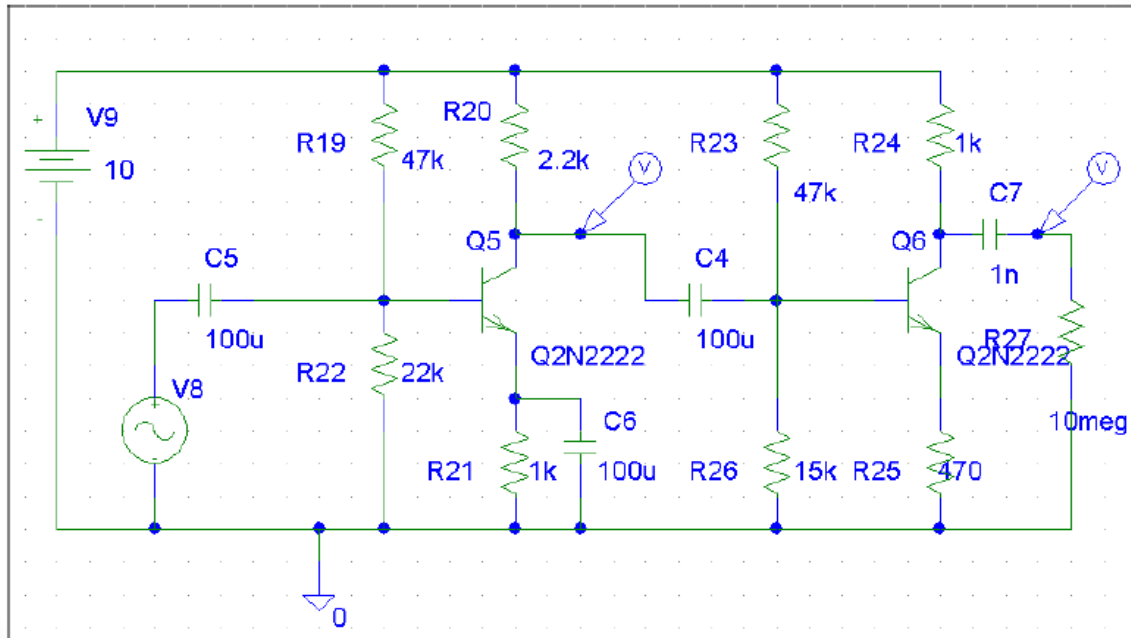 V9
+
10
-
R19
47k
R20
2.2k
V
R23
47k
R24
1k
C7
V
1n
C5
100u
Q5
C4
100u
Q6
R27
Q2N2222
Q2N2222
R22
22k
V8
+
-
10meg
C6
R21
1k
100u
R26
15k
R25
470
0